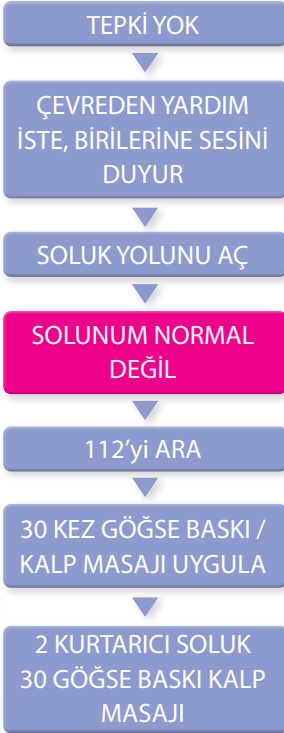 TEPKİ YOK
ÇEVREDEN YARDIM
İSTE, BİRİLERİNE SESİNİ
DUYUR
SOLUK YOLUNU AÇ
SOLUNUM NORMAL
DEĞİL
112’yi ARA
30 KEZ GÖĞSE BASKI /
KALP MASAJI UYGULA
2 KURTARICI SOLUK
30 GÖĞSE BASKI KALP
MASAJI